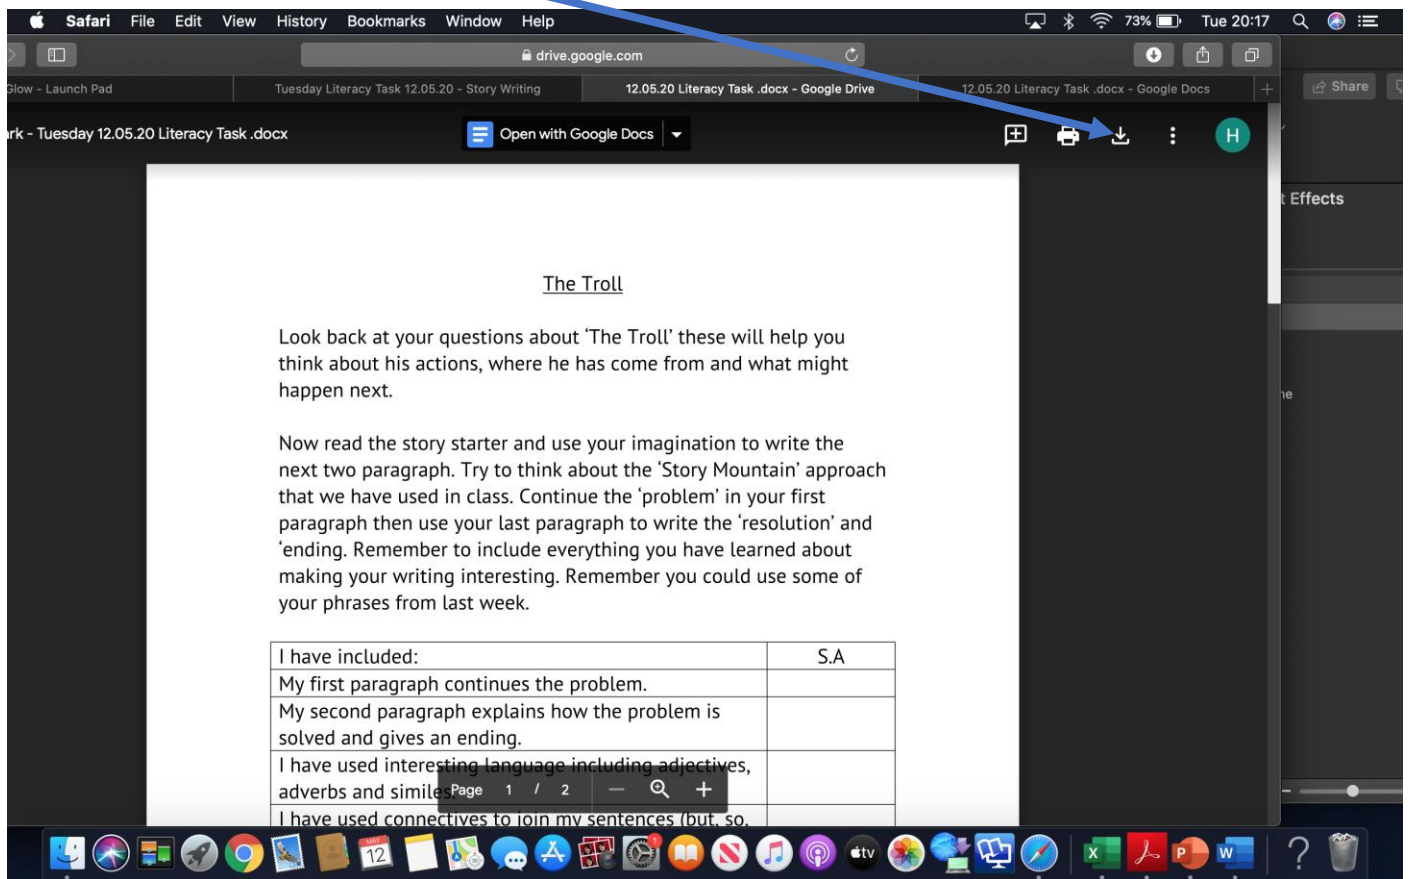 Safari File Edit View History Bookmarks Window Help 73% Tue 20:17
drive.google.com
Glow - Launch Pad Tuesday Literacy Task 12.05.20 - Story Writing 12.05.20 Literacy Task .docx - Google Drive 12.05.20 Literacy Task .docx - Google Docs Share
rk - Tuesday 12.05.20 Literacy Task .docx Open with Google Docs H
t Effects
The Troll
Look back at your questions about ‘The Troll’ these will help you
think about his actions, where he has come from and what might
happen next.
ne
Now read the story starter and use your imagination to write the
next two paragraph. Try to think about the ‘Story Mountain’ approach
that we have used in class. Continue the ‘problem’ in your first
paragraph then use your last paragraph to write the ‘resolution’ and
‘ending. Remember to include everything you have learned about
making your writing interesting. Remember you could use some of
your phrases from last week.
I have included: S.A
My first paragraph continues the problem.
My second paragraph explains how the problem is
solved and gives an ending.
I have used interesting language including adjectives,
adverbs and similes
Page 1 / 2
I have used connectives to join my sentences (but, so,
MAY
12
1
tv
X
P
W